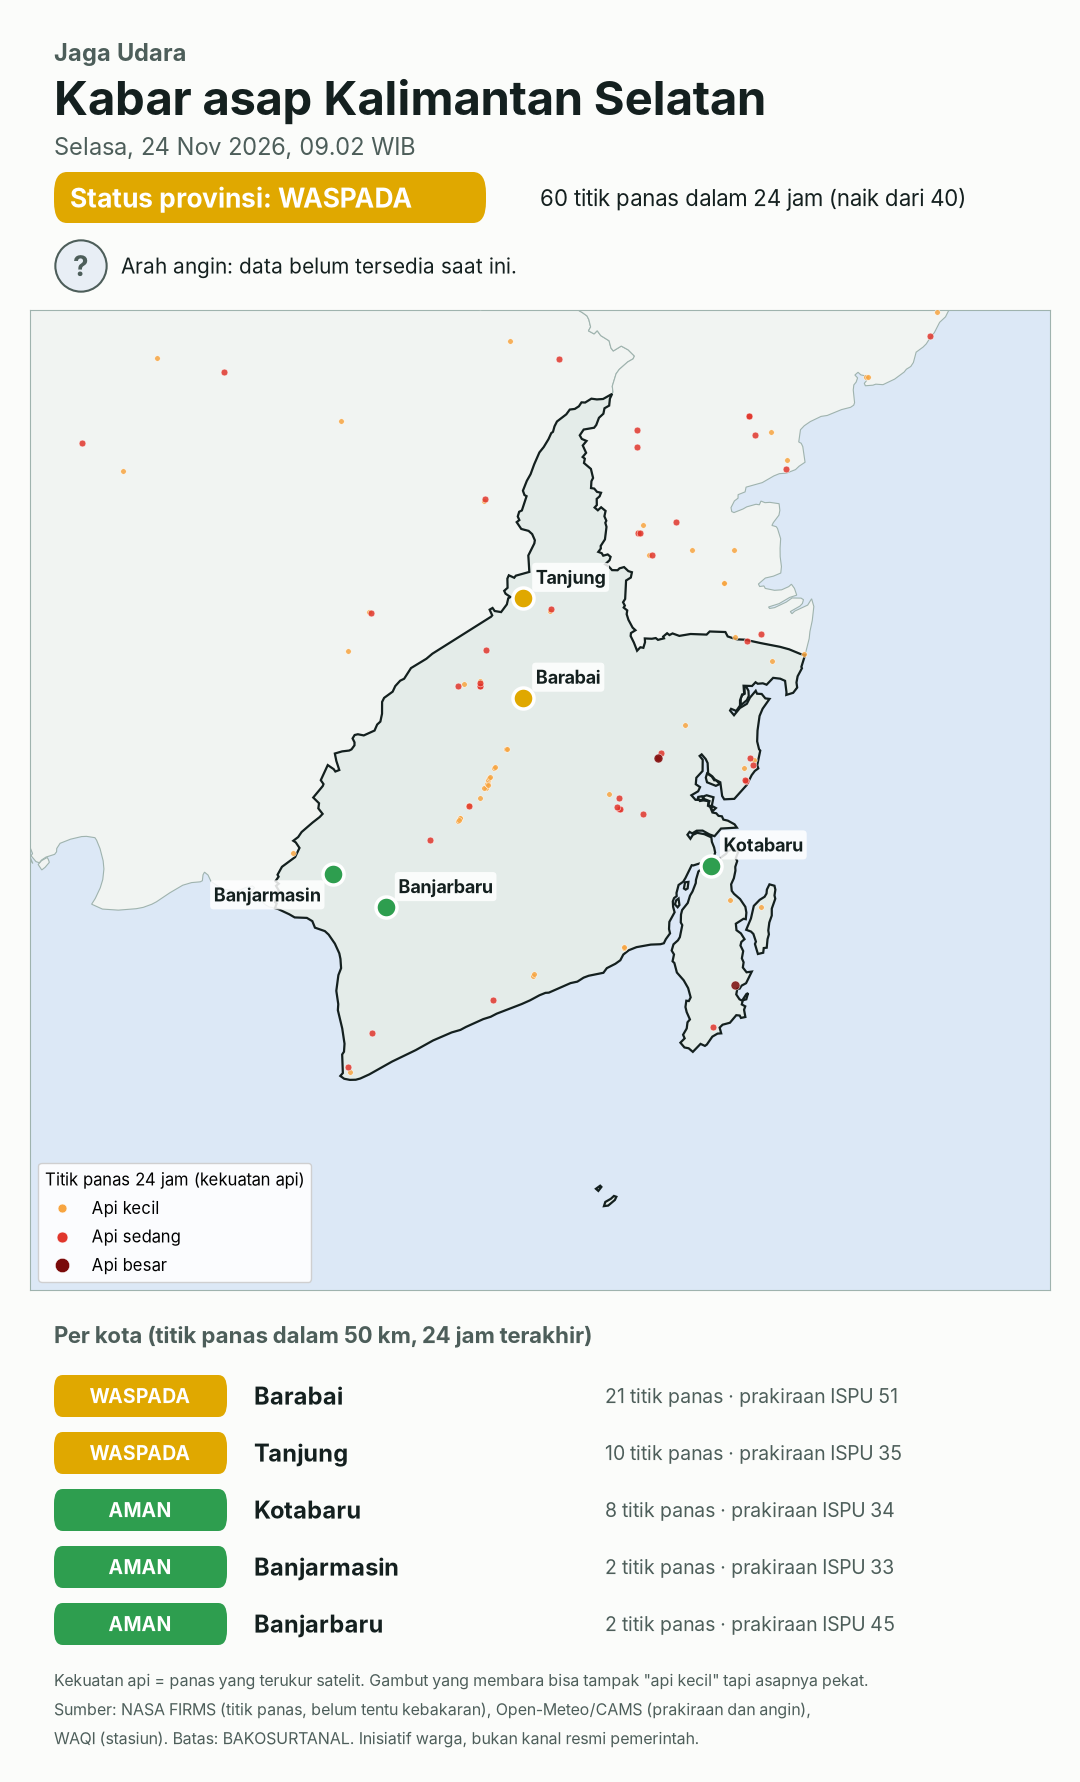 Jaga Udara
Kabar asap Kalimantan Selatan
Selasa, 24 Nov 2026, 09.02 WIB
Status provinsi: WASPADA
60 titik panas dalam 24 jam (naik dari 40)
?
Arah angin: data belum tersedia saat ini.
Tanjung
Barabai
Kotabaru
Banjarmasin
Banjarbaru
Titik panas 24 jam (kekuatan api)
Api kecil
Api sedang
Api besar
Per kota (titik panas dalam 50 km, 24 jam terakhir)
WASPADA Barabai 21 titik panas · prakiraan ISPU 51
WASPADA Tanjung 10 titik panas · prakiraan ISPU 35
AMAN Kotabaru 8 titik panas · prakiraan ISPU 34
AMAN Banjarmasin 2 titik panas · prakiraan ISPU 33
AMAN Banjarbaru 2 titik panas · prakiraan ISPU 45
Kekuatan api = panas yang terukur satelit. Gambut yang membara bisa tampak "api kecil" tapi asapnya pekat.
Sumber: NASA FIRMS (titik panas, belum tentu kebakaran), Open-Meteo/CAMS (prakiraan dan angin),
WAQI (stasiun). Batas: BAKOSURTANAL. Inisiatif warga, bukan kanal resmi pemerintah.